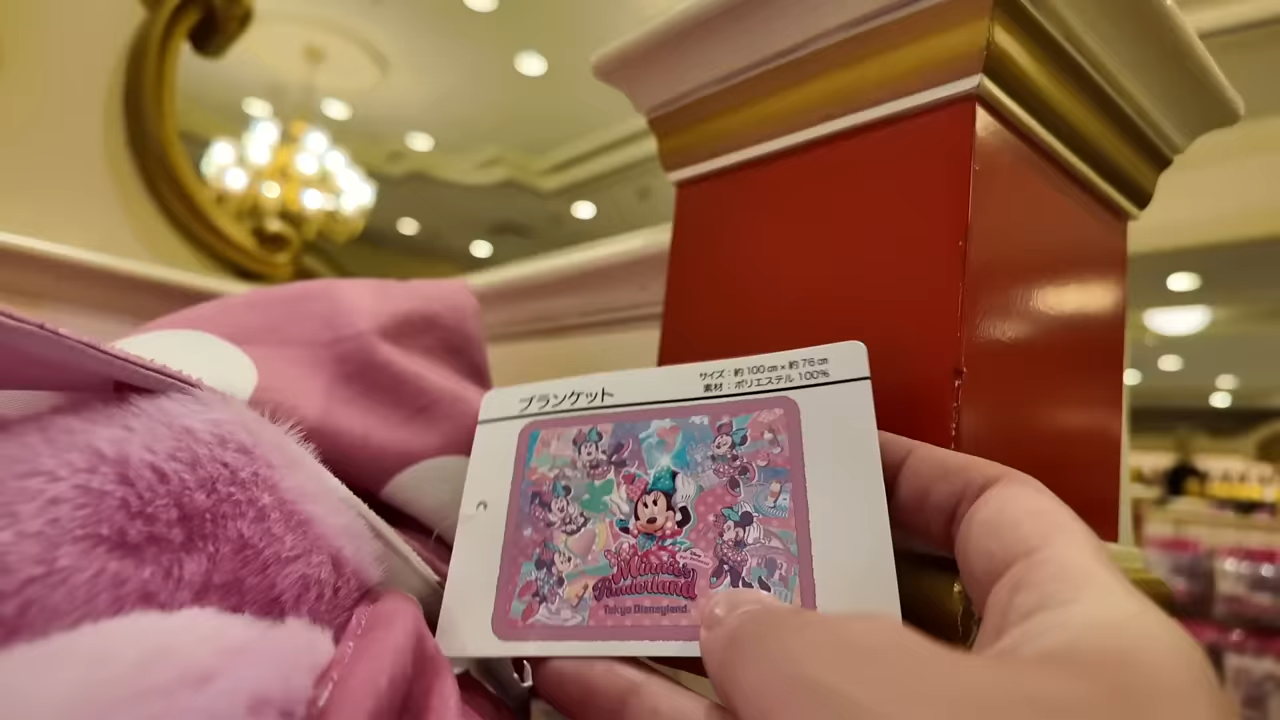 ブランケット
サイズ：約100㎝×約76㎝
素材：ポリエステル100%
Minnie's
Funderland
Tokyo Disneyland